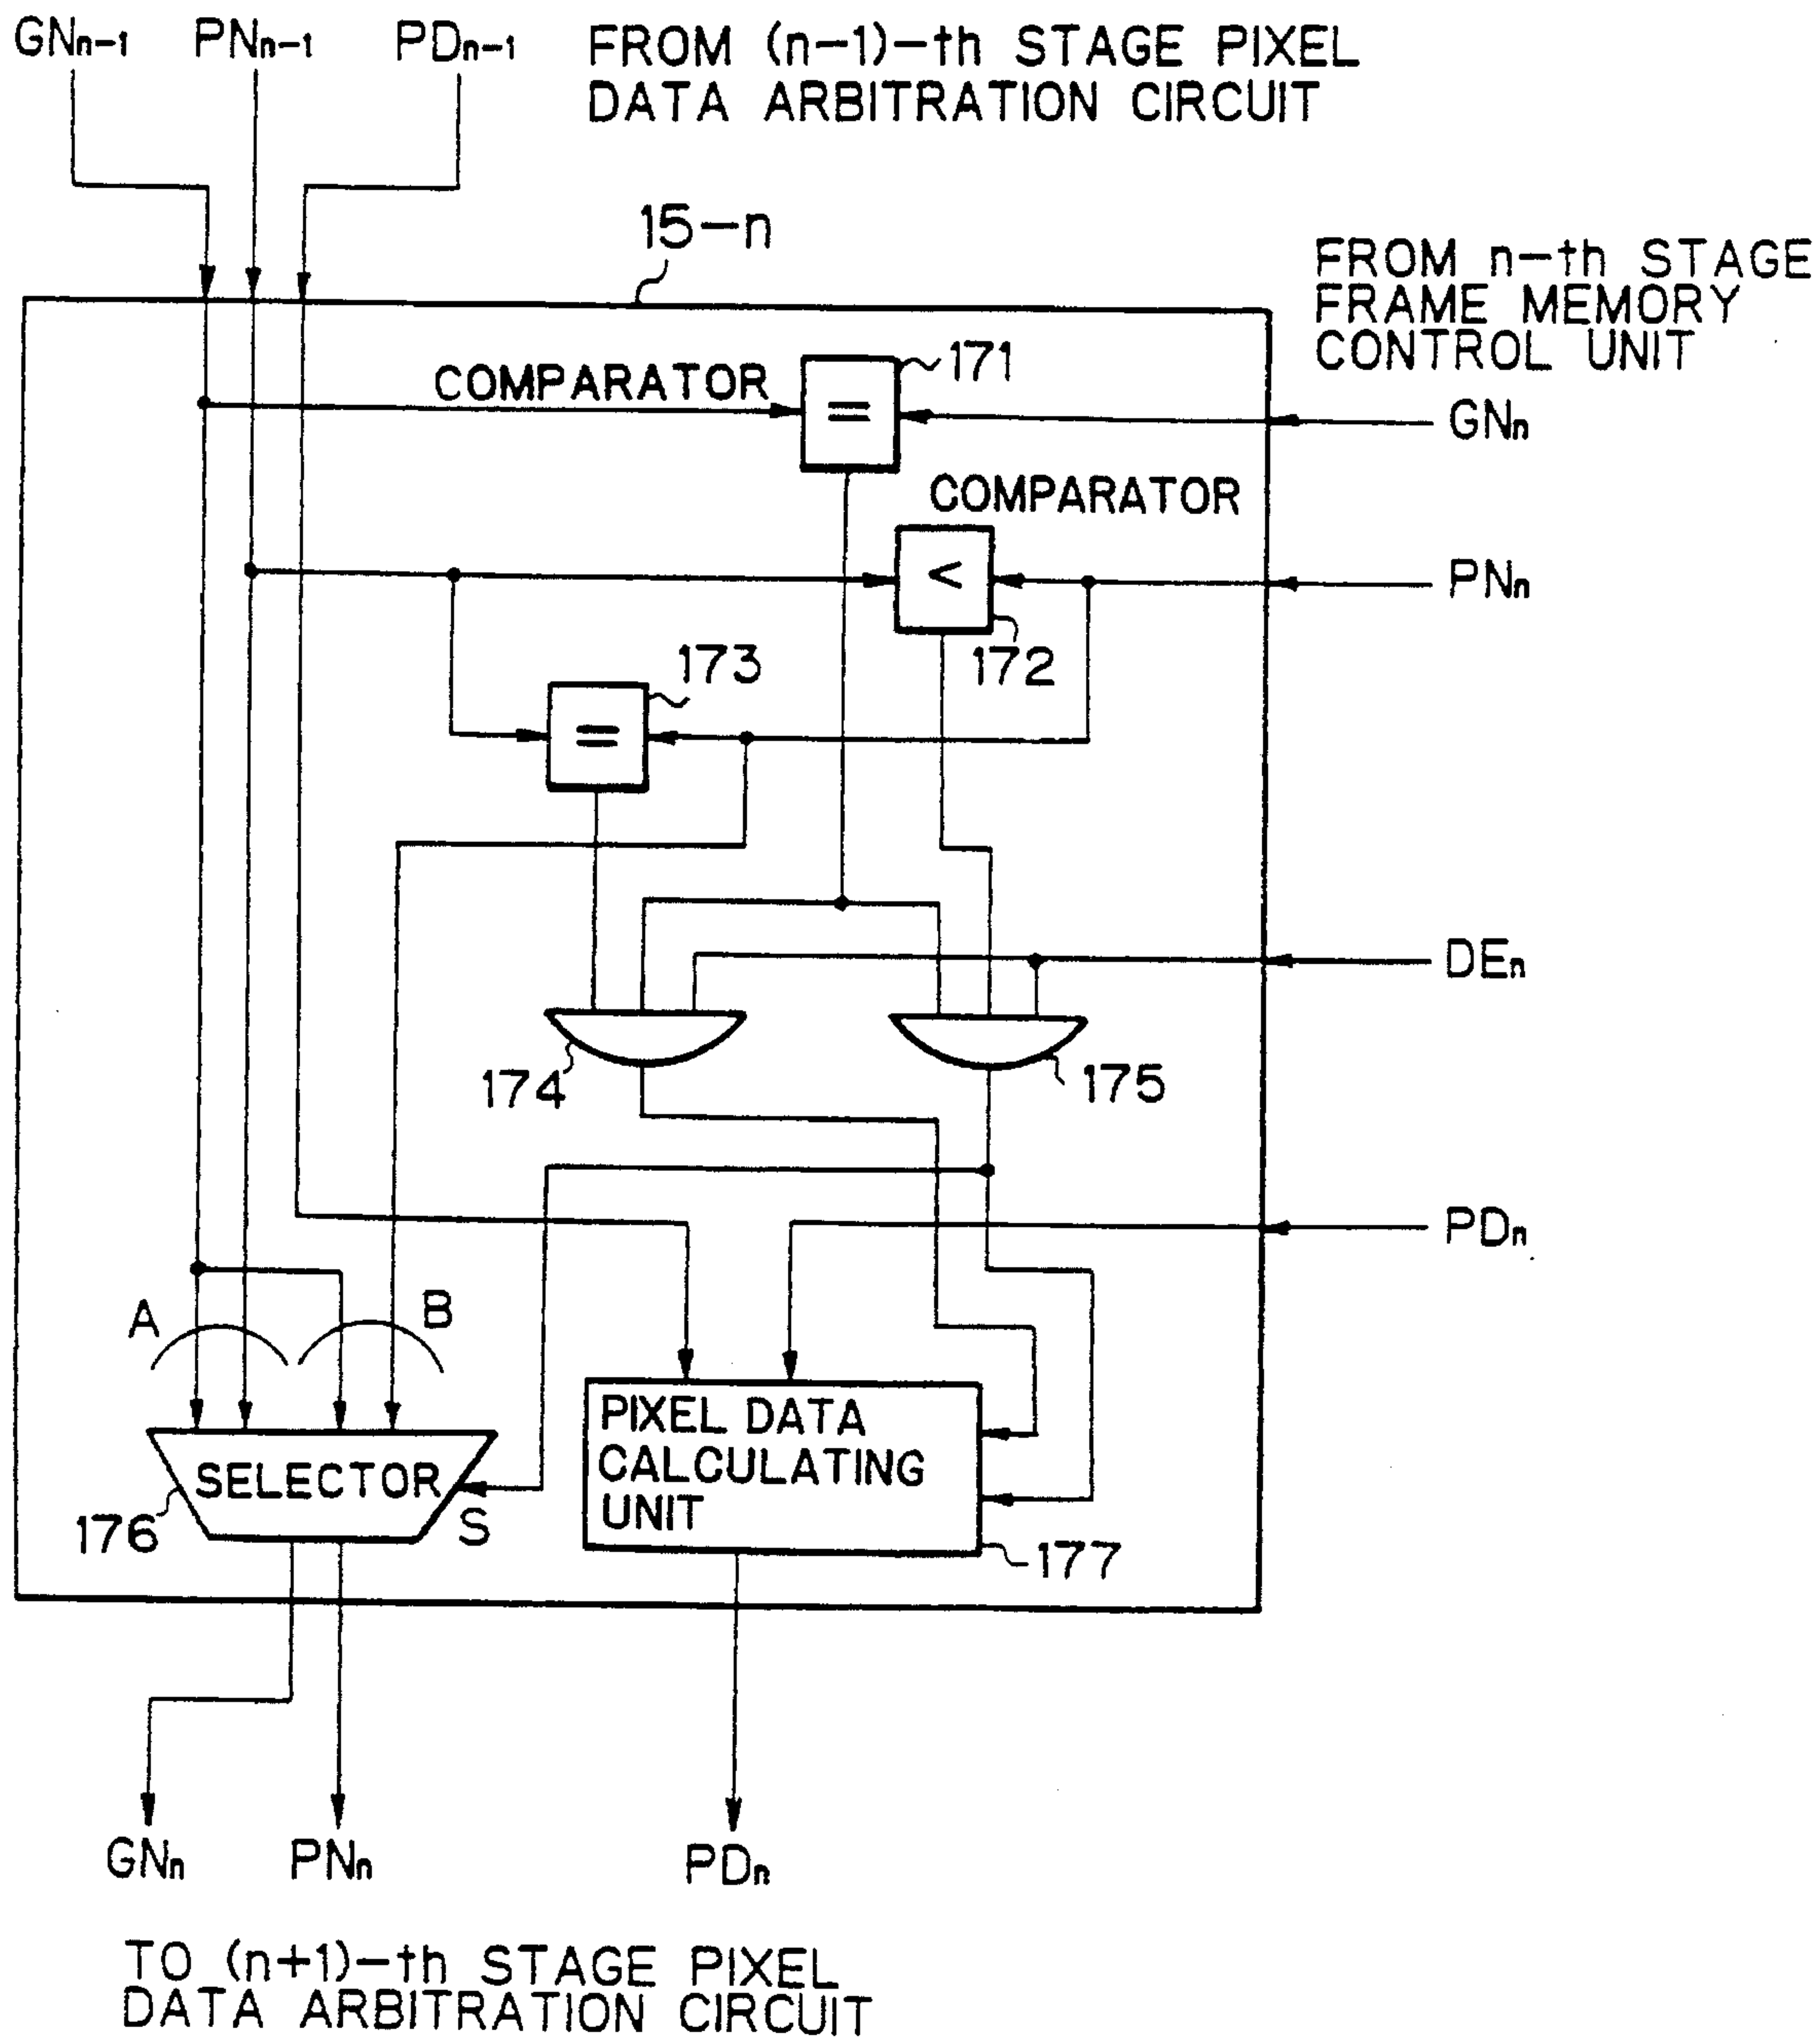 GNn-1 PNn-1 PDn-1 FROM (n-1)-th STAGE PIXEL
DATA ARBITRATION CIRCUIT
15-n
FROM n-th STAGE
FRAME MEMORY
CONTROL UNIT
COMPARATOR
171
=
GNn
COMPARATOR
<
PNn
172
173
=
DEn
174
175
PDn
A
B
PIXEL DATA
CALCULATING
UNIT
SELECTOR
S
176
177
GNn PNn PDn
TO (n+1)-th STAGE PIXEL
DATA ARBITRATION CIRCUIT